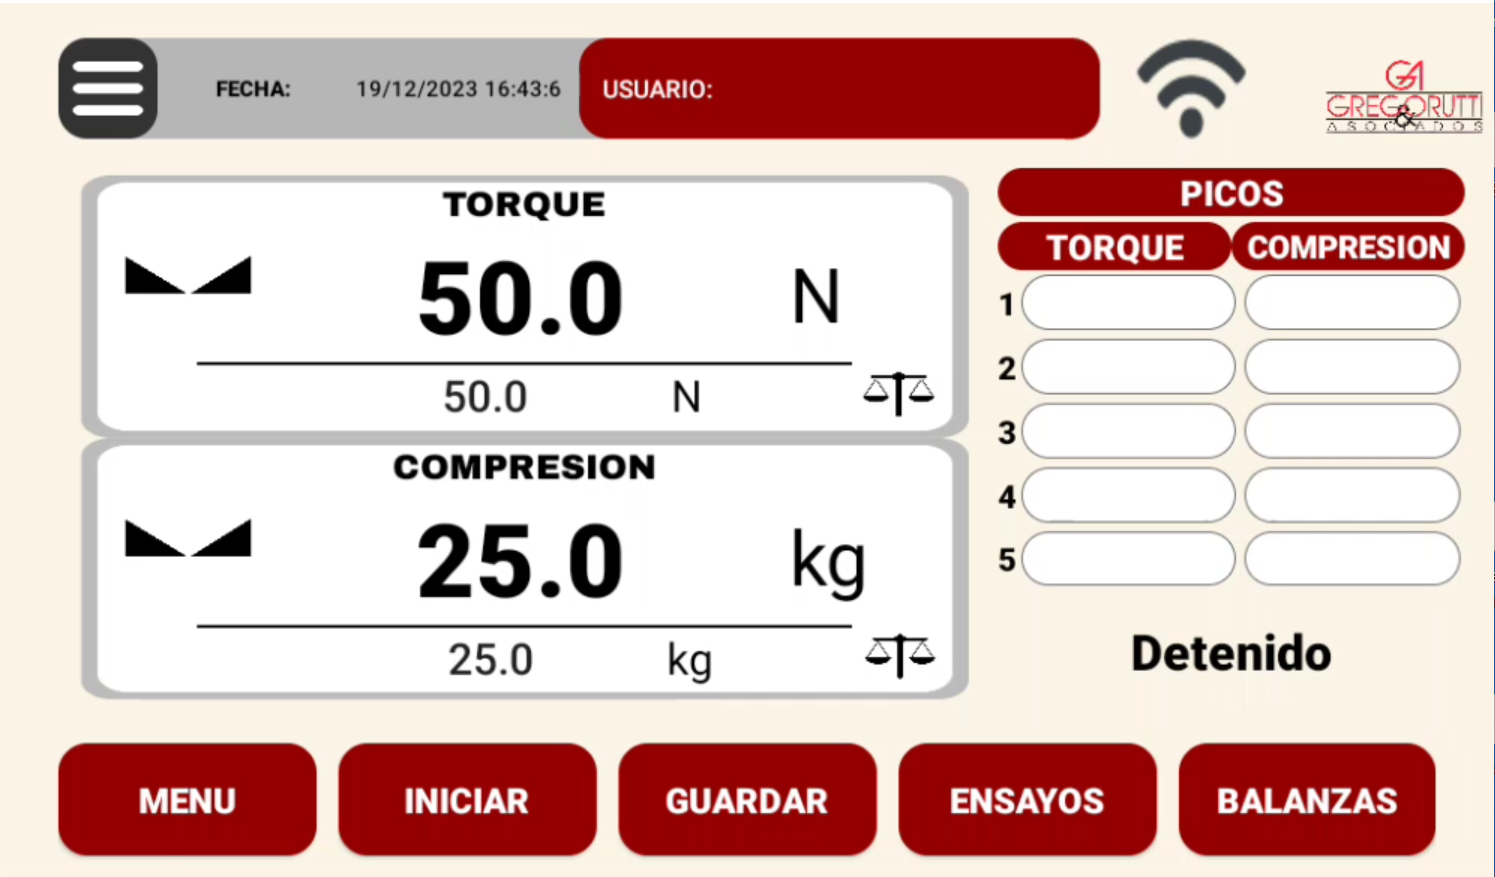 FECHA: 19/12/2023 16:43:6 USUARIO:
GA
GREGORUTTI
&
ASOCIADOS
TORQUE
50.0 N
50.0 N
COMPRESION
25.0 kg
25.0 kg
PICOS
TORQUE COMPRESION
1
2
3
4
5
Detenido
MENU INICIAR GUARDAR ENSAYOS BALANZAS